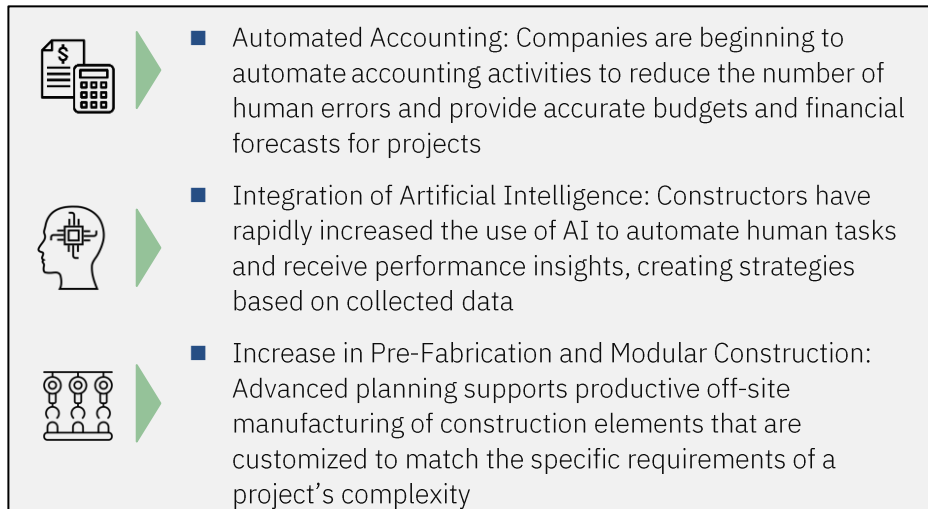 $
■ Automated Accounting: Companies are beginning to
automate accounting activities to reduce the number of
human errors and provide accurate budgets and financial
forecasts for projects
■ Integration of Artificial Intelligence: Constructors have
rapidly increased the use of AI to automate human tasks
and receive performance insights, creating strategies
based on collected data
■ Increase in Pre-Fabrication and Modular Construction:
Advanced planning supports productive off-site
manufacturing of construction elements that are
customized to match the specific requirements of a
project's complexity